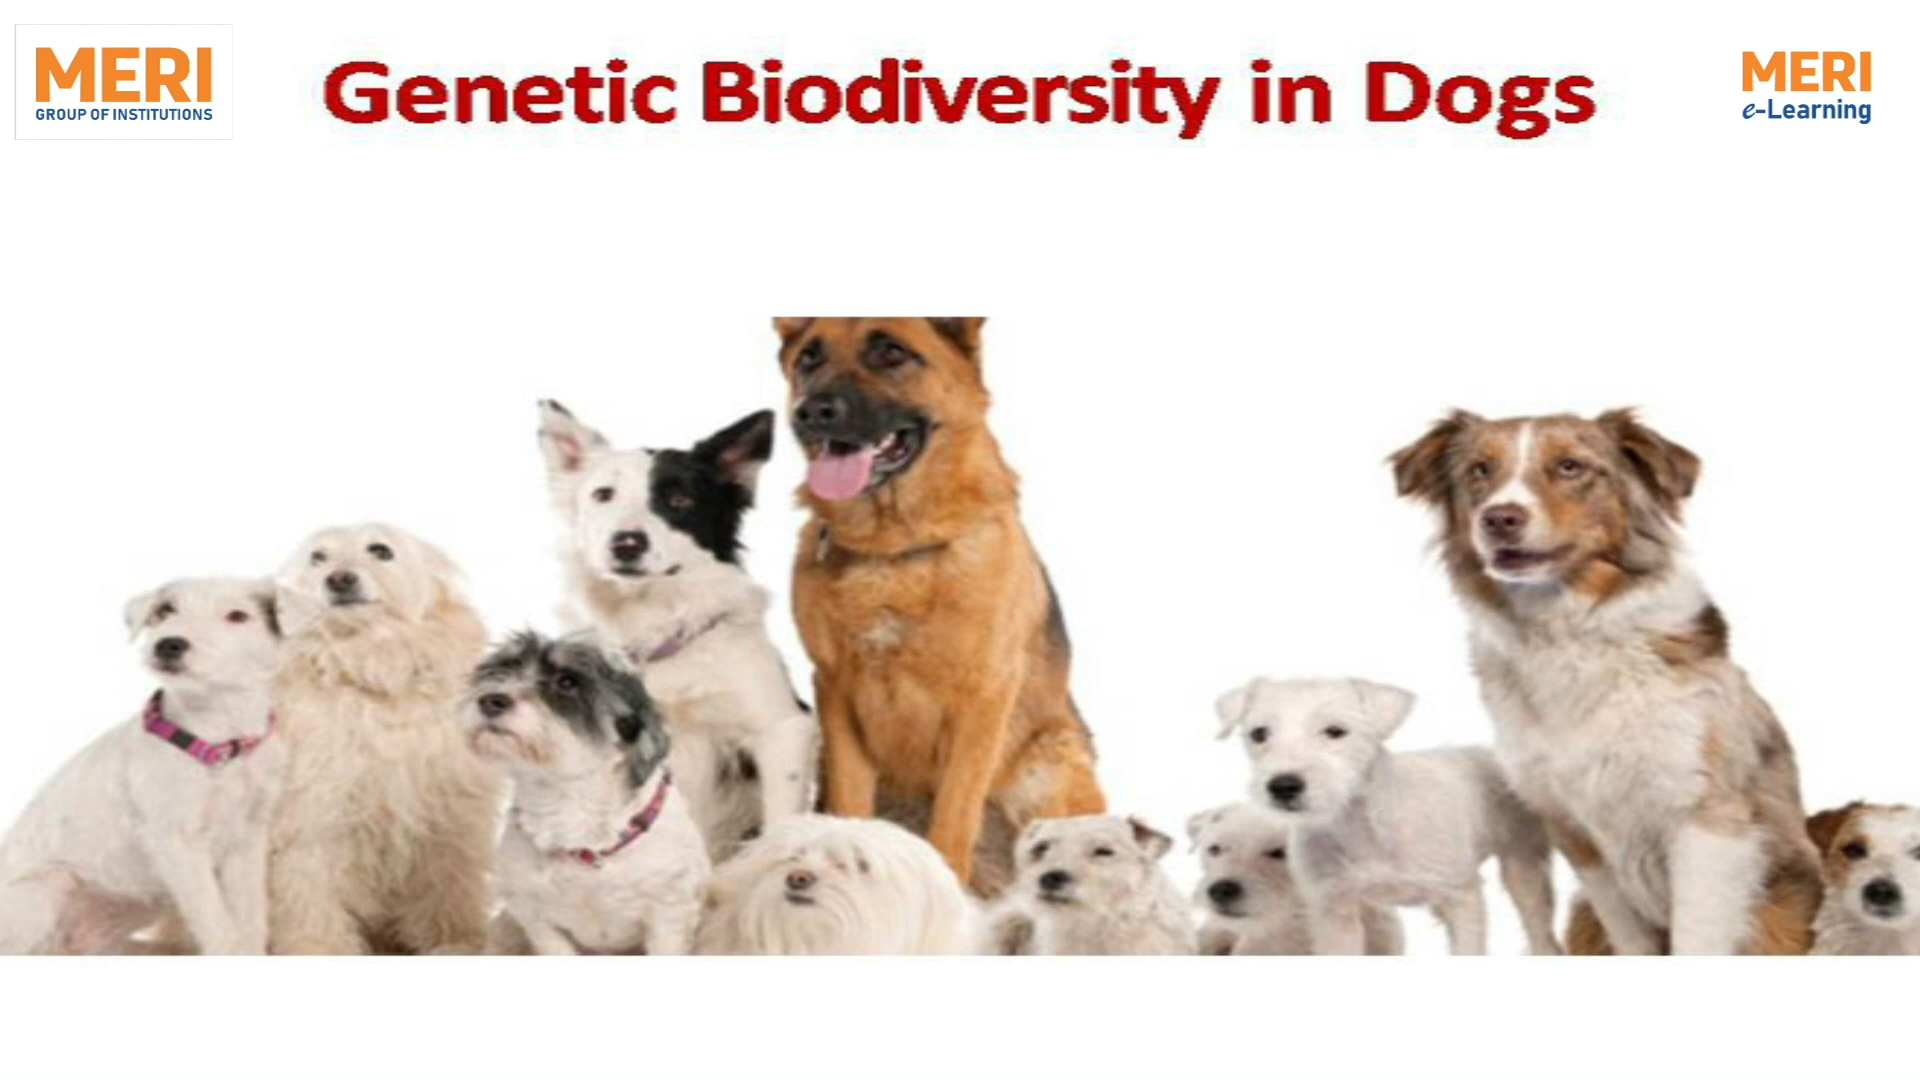 MERI
GROUP OF INSTITUTIONS
Genetic Biodiversity in Dogs
MERI
e-Learning